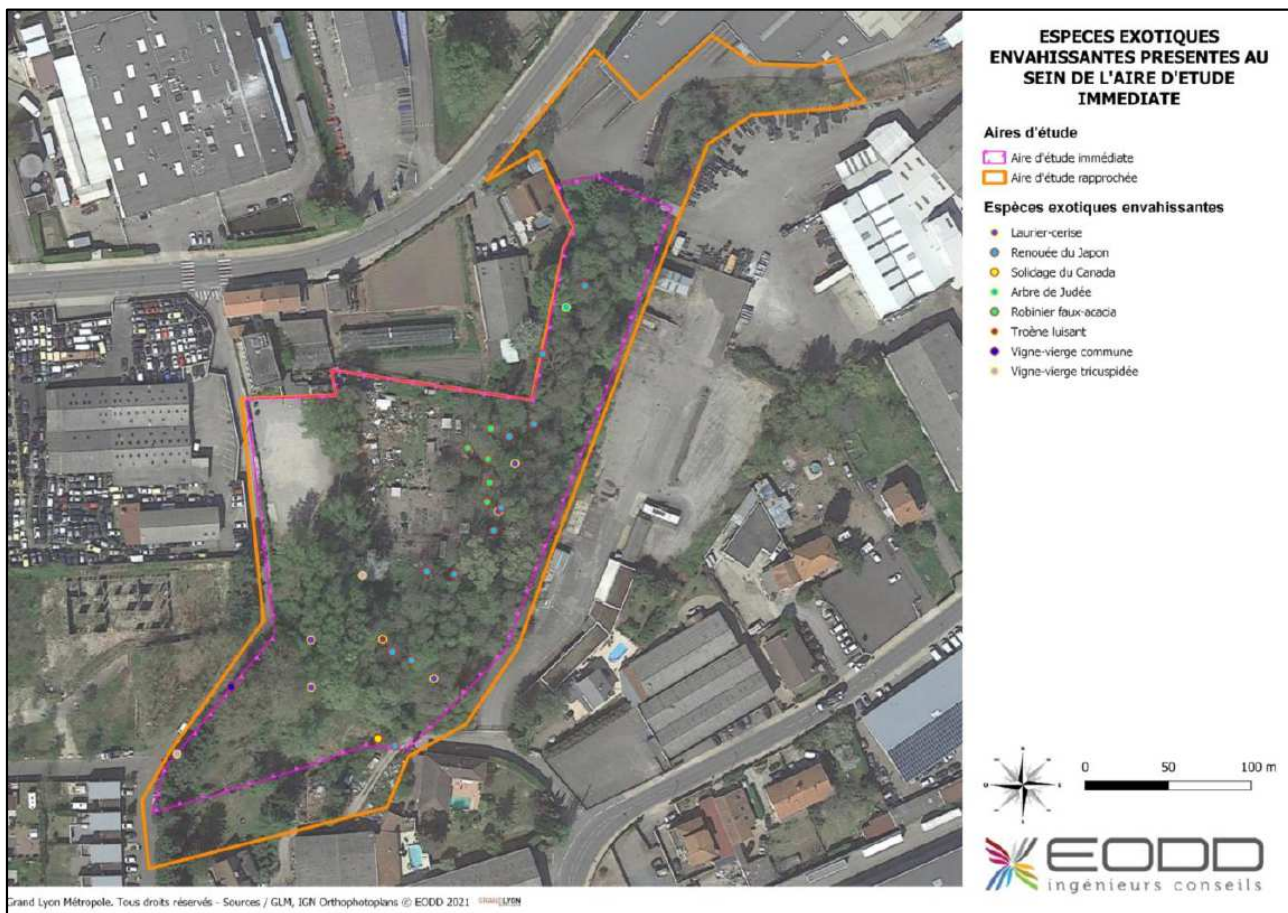 ESPECES EXOTIQUES
ENVAHISSANTES PRESENTES AU
SEIN DE L'AIRE D'ETUDE
IMMEDIATE
Aires d'étude
Aire d'étude immédiate
Aire d'étude rapprochée
Espèces exotiques envahissantes
Laurier-cerise
Renouée du Japon
Solidage du Canada
Arbre de Judée
Robinier faux-acacia
Troène luisant
Vigne-vierge commune
Vigne-vierge tricuspidée
0 50 100 m
EODD
ingénieurs conseils
Grand Lyon Métropole. Tous droits réservés - Sources / GLM, IGN Orthophotoplans © EODD 2021 GRANDLYON